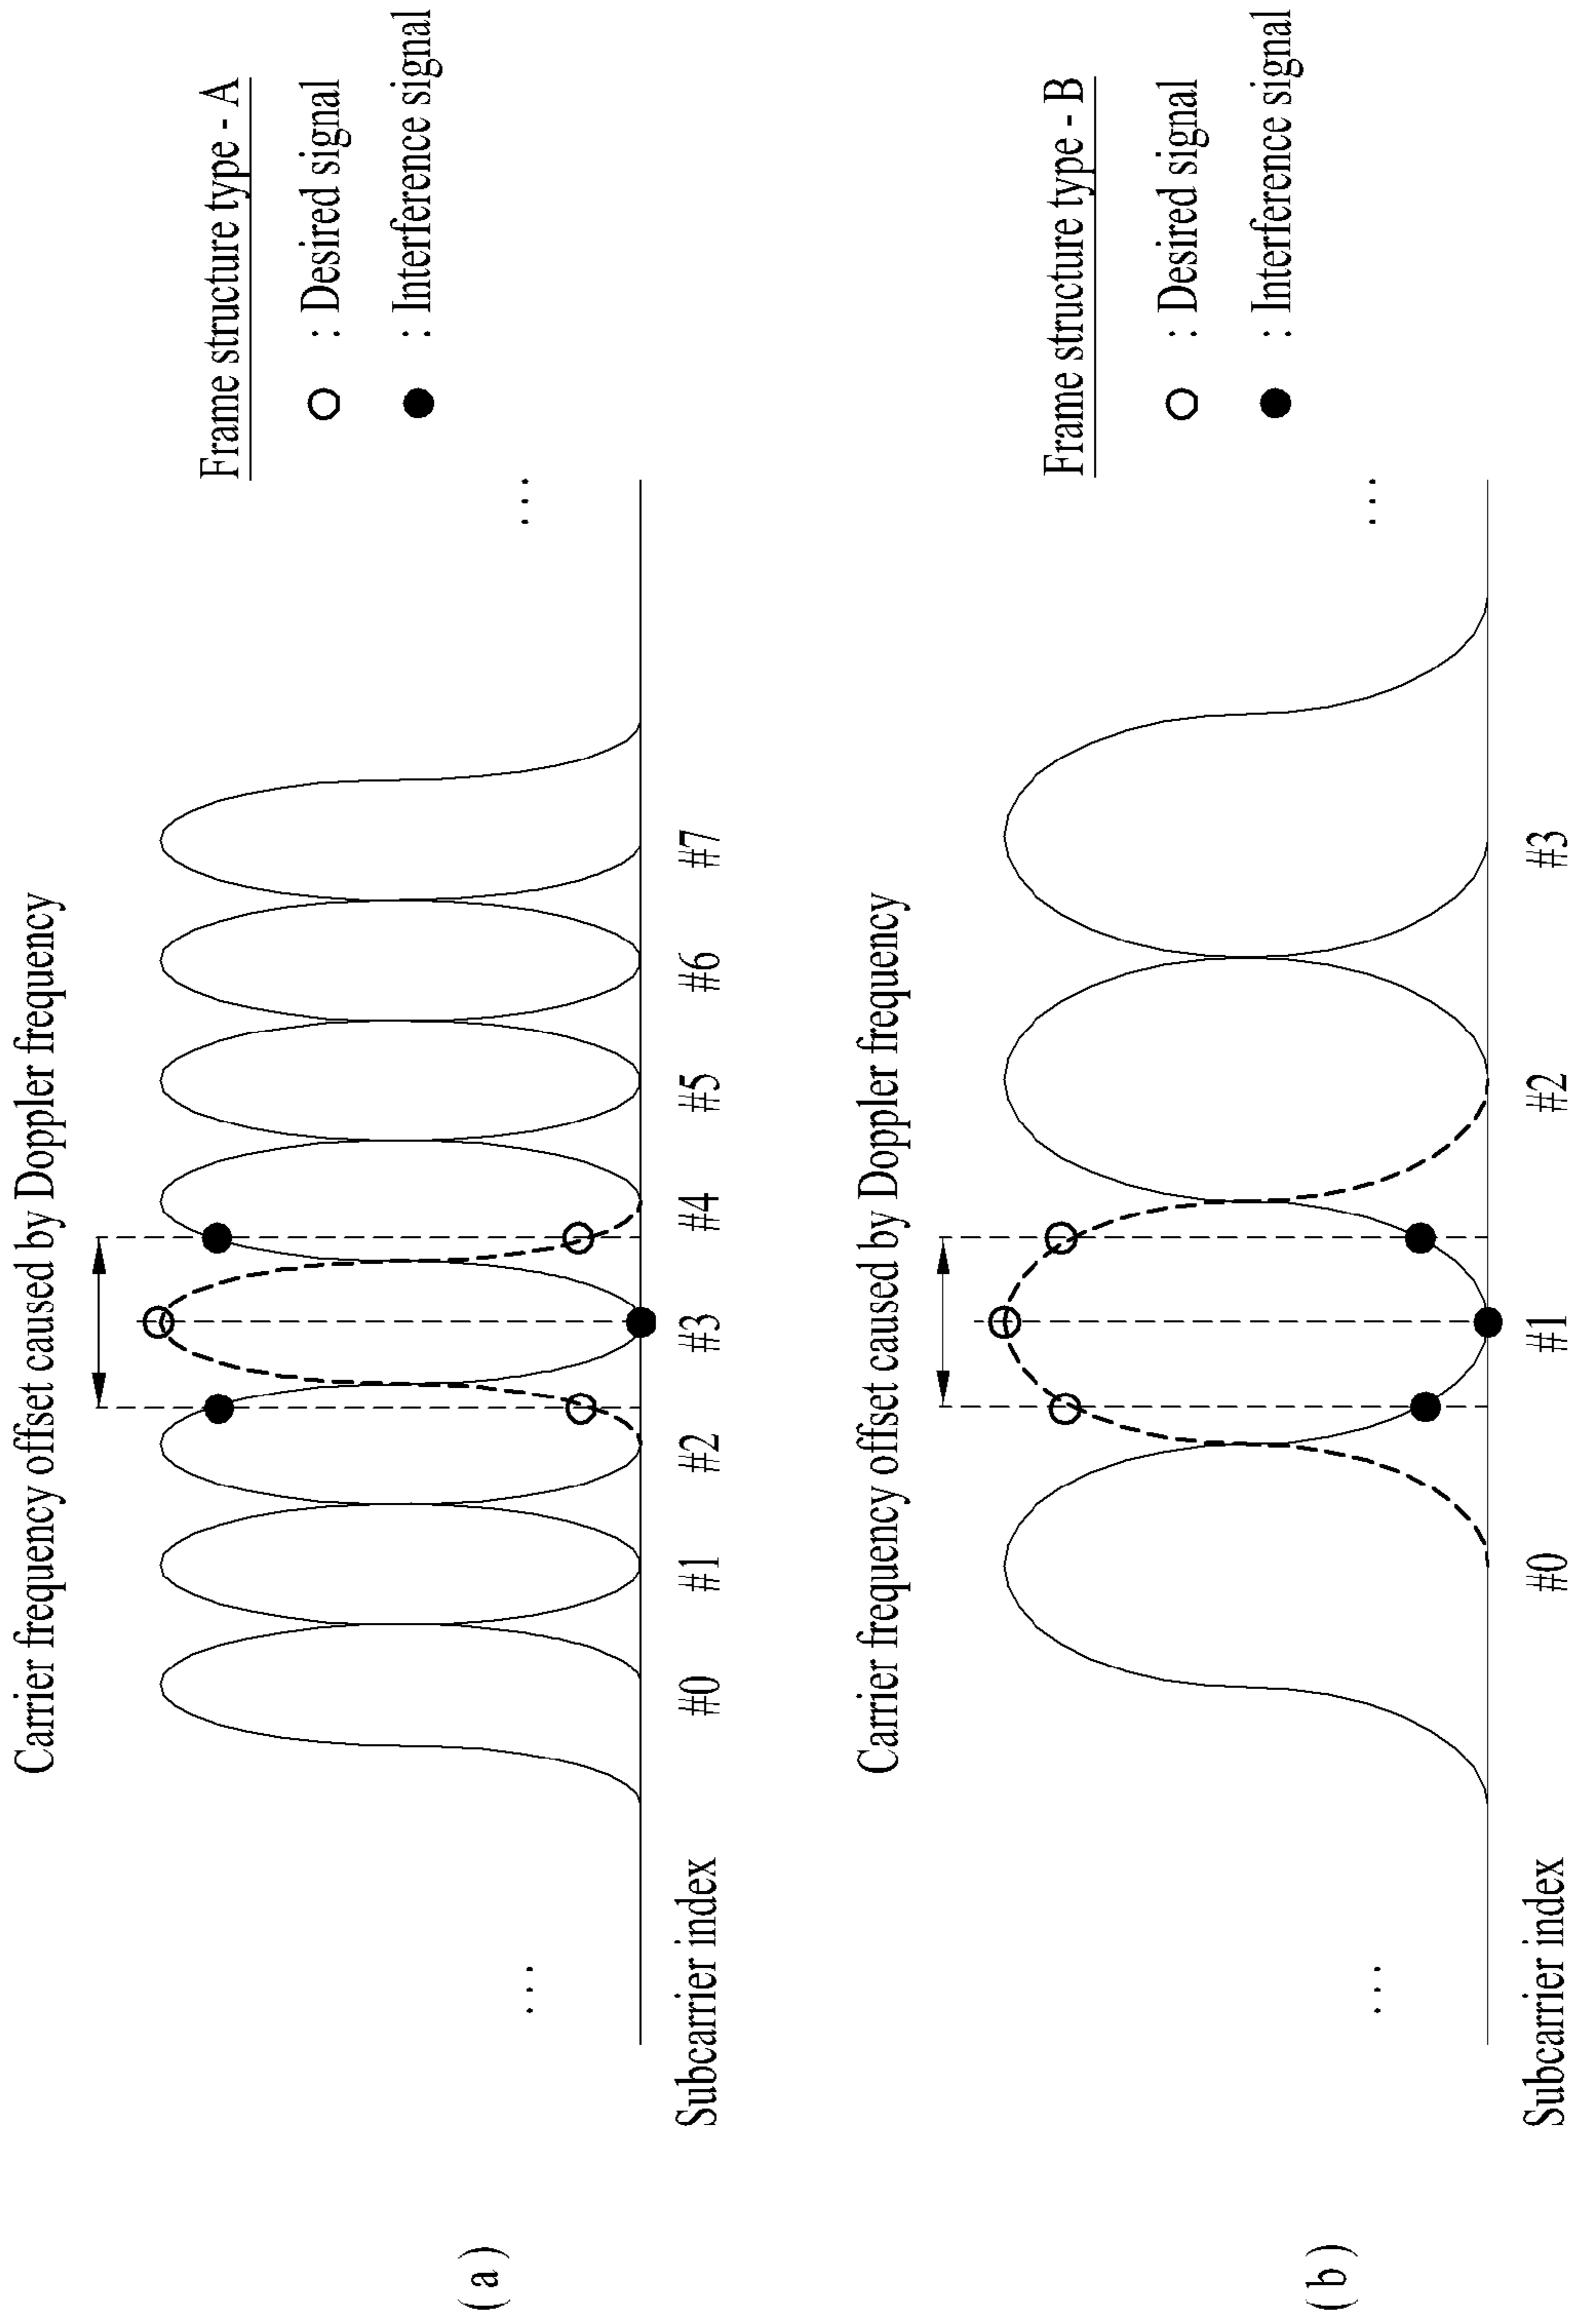 Carrier frequency offset caused by Doppler frequency
Frame structure type - A
: Desired signal
: Interference signal
( a )
... ...
Subcarrier index #0 #1 #2 #3 #4 #5 #6 #7
Carrier frequency offset caused by Doppler frequency
Frame structure type - B
: Desired signal
: Interference signal
( b )
... ...
Subcarrier index #0 #1 #2 #3